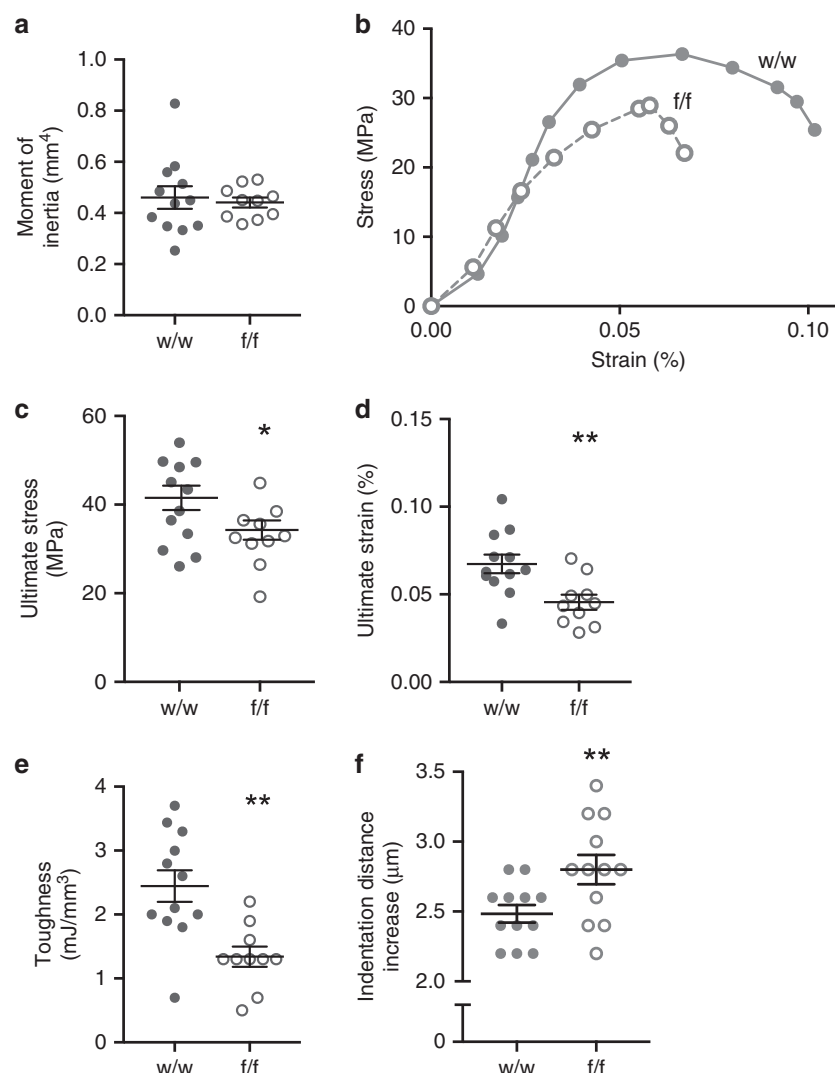 a
1.0
0.8
0.6
0.4
0.2
0.0
Moment of
inertia (mm⁴)
w/w
f/f
b
40
30
20
10
0
Stress (MPa)
w/w
f/f
0.00
0.05
0.10
Strain (%)
c
60
40
20
0
Ultimate stress
(MPa)
*
w/w
f/f
d
0.15
0.10
0.05
0.00
Ultimate strain (%)
**
w/w
f/f
e
4
3
2
1
0
Toughness
(mJ/mm³)
**
w/w
f/f
f
3.5
3.0
2.5
2.0
0
Indentation distance
increase (μm)
**
w/w
f/f